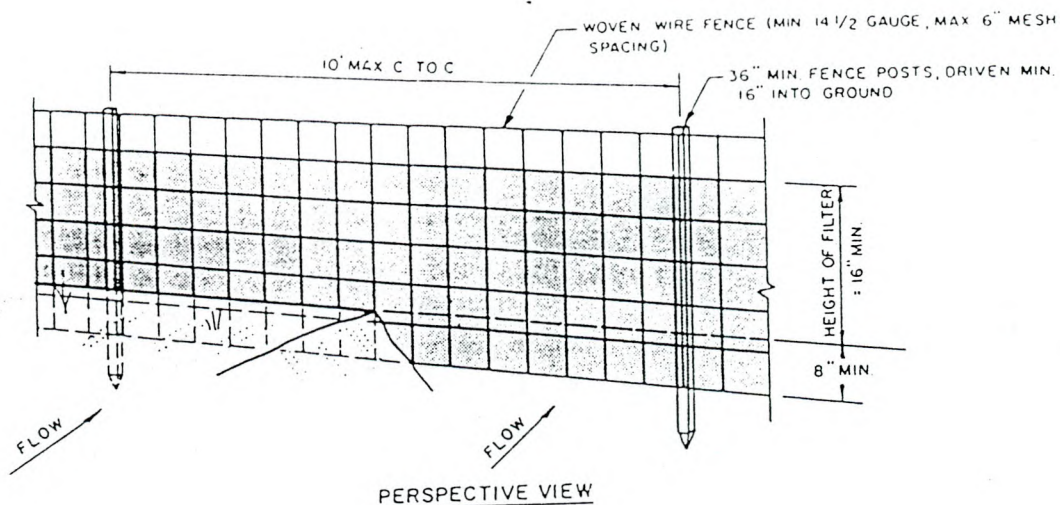 WOVEN WIRE FENCE (MIN 14 1/2 GAUGE, MAX 6" MESH
SPACING)
10' MAX C TO C
36" MIN. FENCE POSTS, DRIVEN MIN.
16" INTO GROUND
HEIGHT OF FILTER
= 16" MIN.
8" MIN.
FLOW
FLOW
PERSPECTIVE VIEW